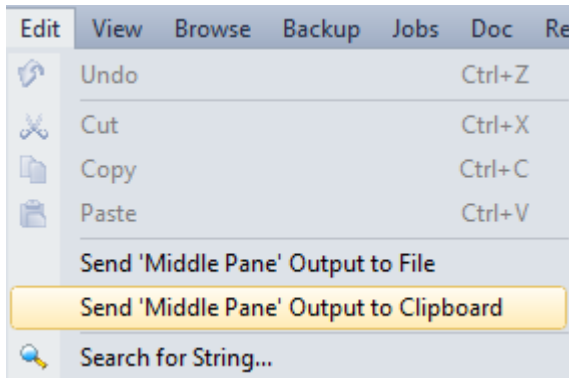 Edit View Browse Backup Jobs Doc Re
Undo Ctrl+Z
Cut Ctrl+X
Copy Ctrl+C
Paste Ctrl+V
Send 'Middle Pane' Output to File
Send 'Middle Pane' Output to Clipboard
Search for String...